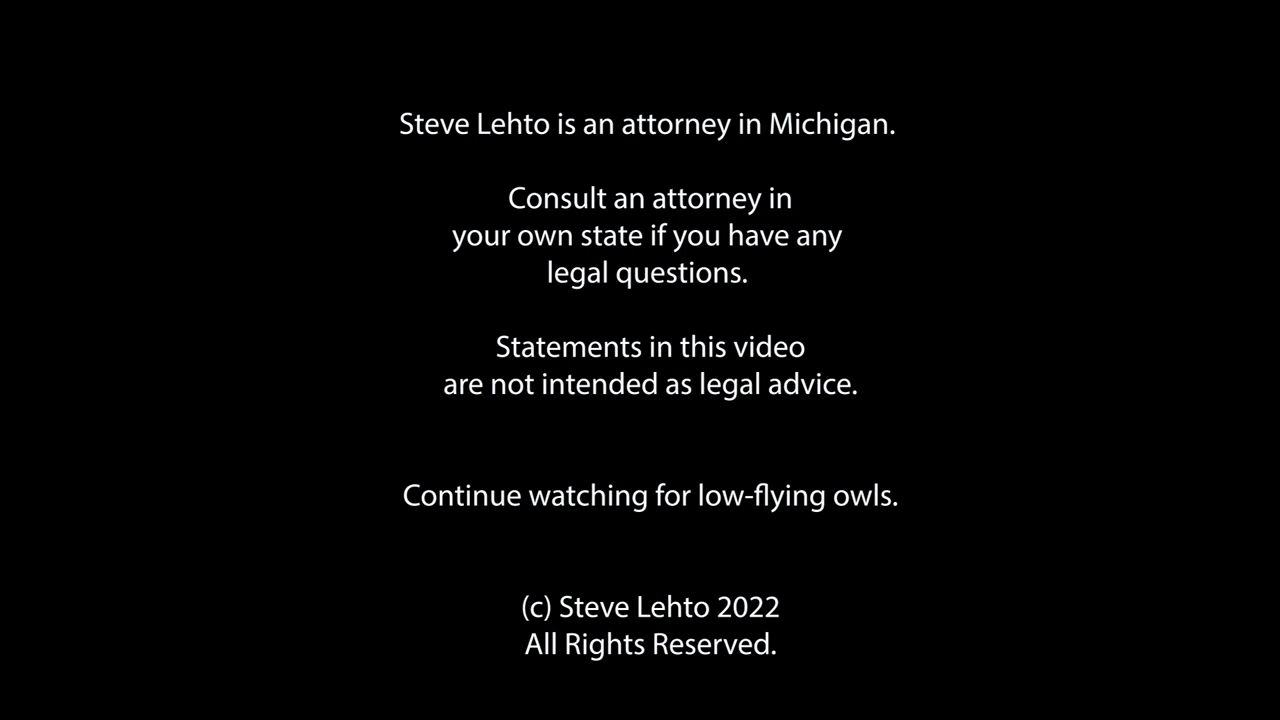 Steve Lehto is an attorney in Michigan.
Consult an attorney in
your own state if you have any
legal questions.
Statements in this video
are not intended as legal advice.
Continue watching for low-flying owls.
(c) Steve Lehto 2022
All Rights Reserved.